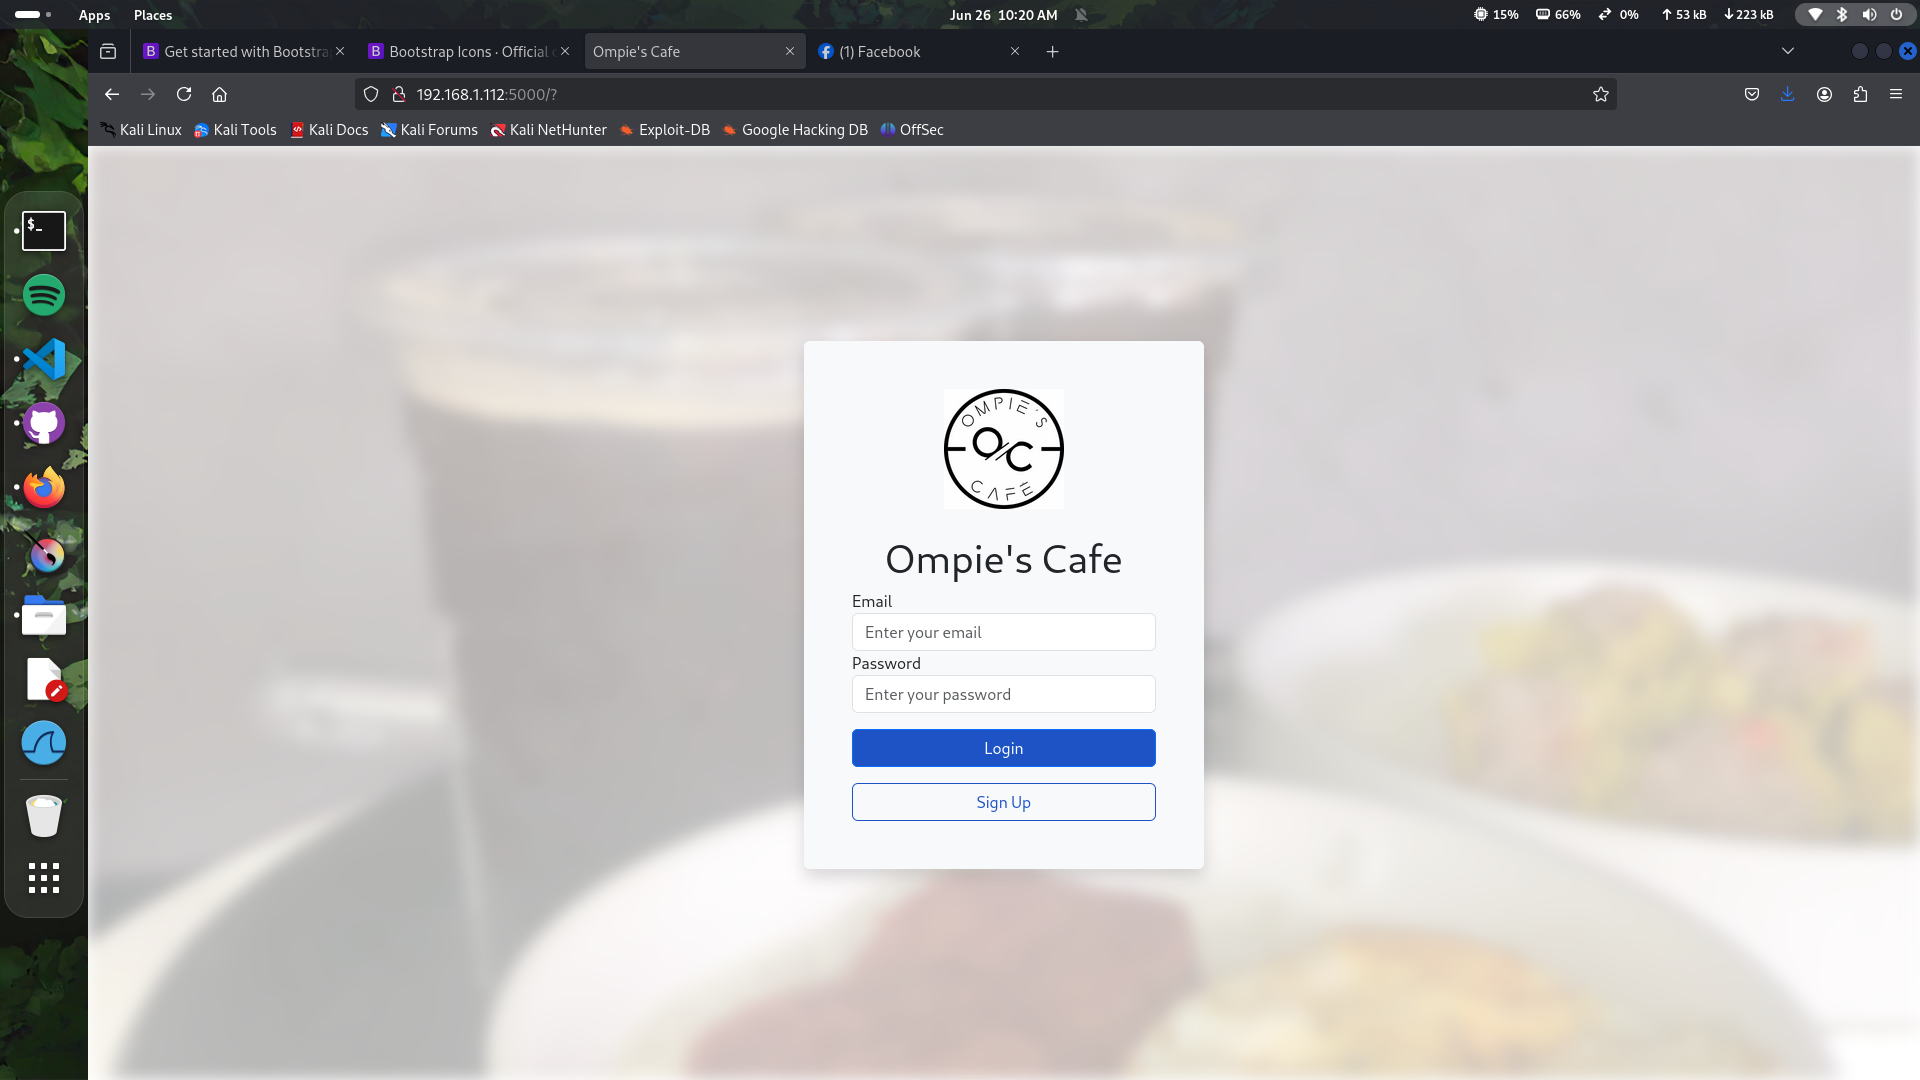 Apps Places Jun 26 10:20 AM 15% 66% 0% 53 kB 223 kB
Get started with Bootstra Bootstrap Icons · Official Ompie's Cafe (1) Facebook
192.168.1.112:5000/?
Kali Linux Kali Tools Kali Docs Kali Forums Kali NetHunter Exploit-DB Google Hacking DB OffSec
$_
OMPIE'S
O/C
CAFE
Ompie's Cafe
Email
Enter your email
Password
Enter your password
Login
Sign Up